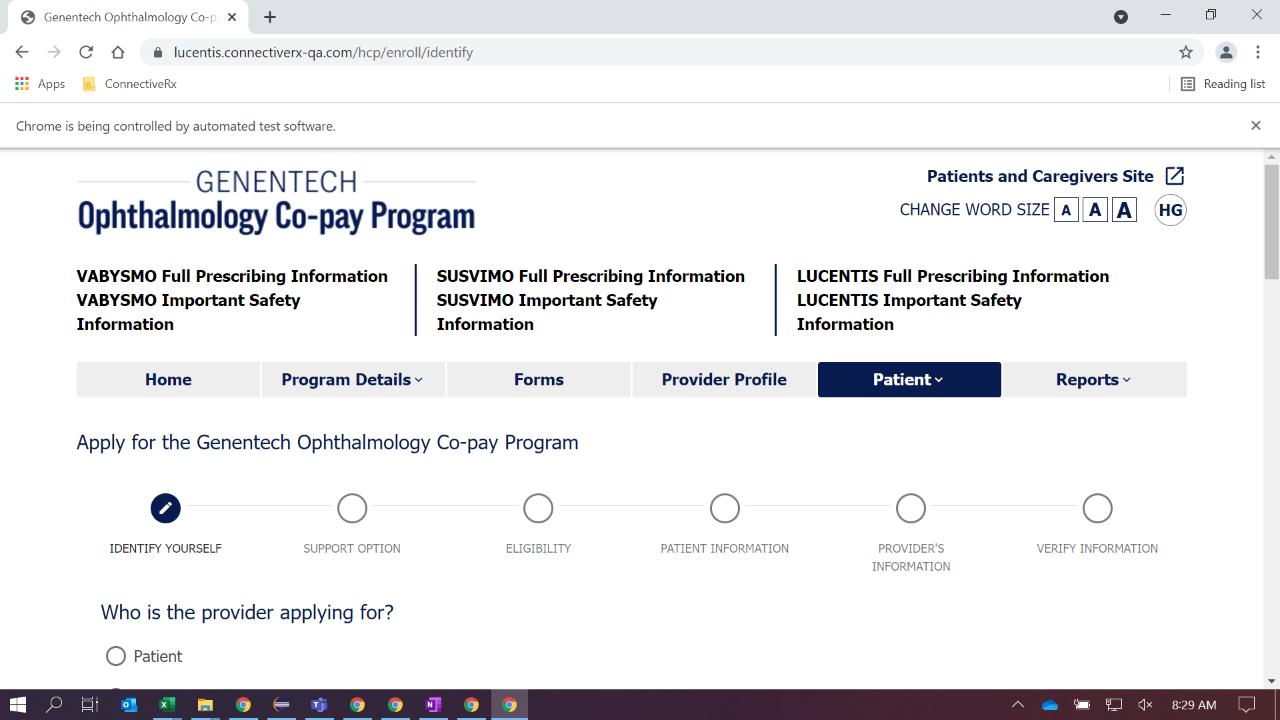 Genentech Ophthalmology Co-p
lucentis.connectiverx-qa.com/hcp/enroll/identify
Apps
ConnectiveRx
Reading list
Chrome is being controlled by automated test software.
GENENTECH
Ophthalmology Co-pay Program
Patients and Caregivers Site
CHANGE WORD SIZE A A A HG
VABYSMO Full Prescribing Information
VABYSMO Important Safety
Information
SUSVIMO Full Prescribing Information
SUSVIMO Important Safety
Information
LUCENTIS Full Prescribing Information
LUCENTIS Important Safety
Information
Home
Program Details
Forms
Provider Profile
Patient
Reports
Apply for the Genentech Ophthalmology Co-pay Program
IDENTIFY YOURSELF
SUPPORT OPTION
ELIGIBILITY
PATIENT INFORMATION
PROVIDER'S
INFORMATION
VERIFY INFORMATION
Who is the provider applying for?
Patient
8:29 AM